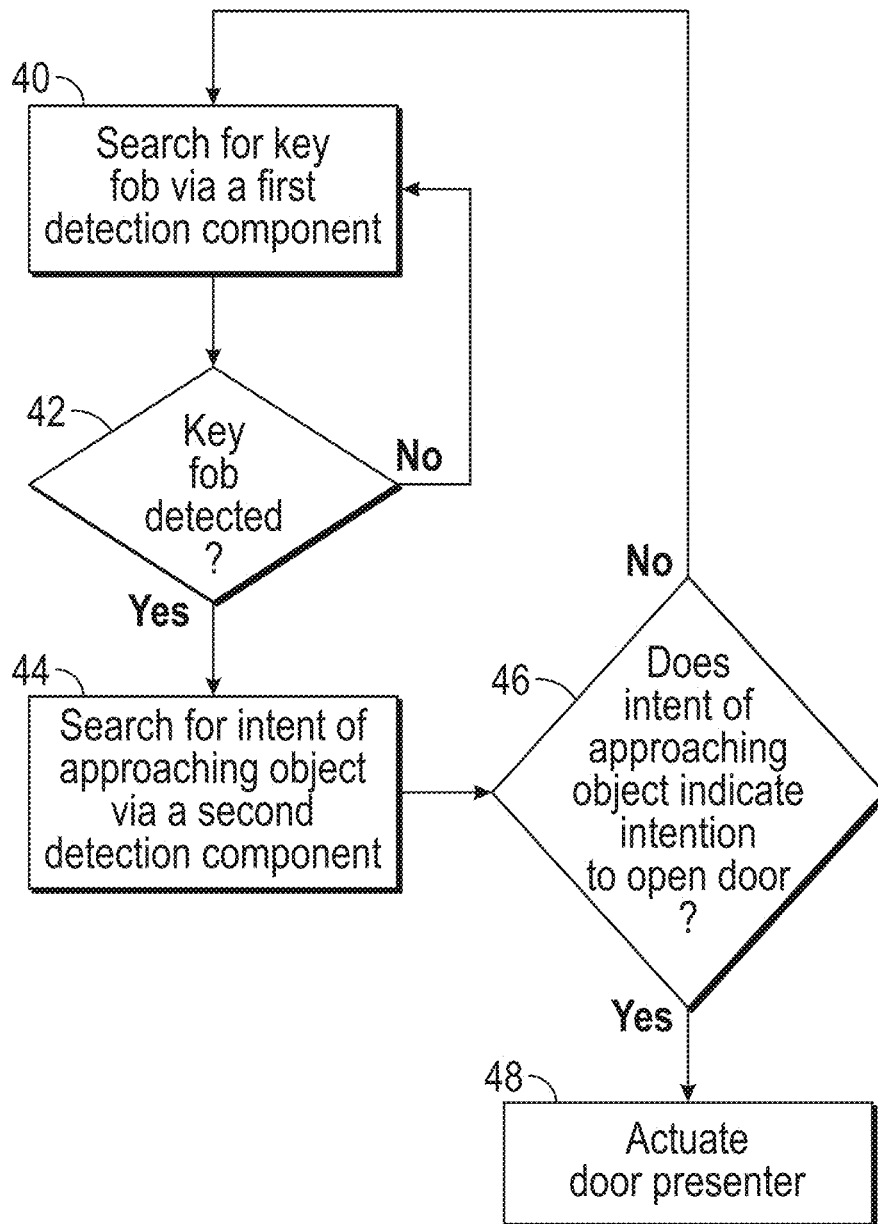 40
Search for key
fob via a first
detection component
42
Key
fob
detected
?
No
Yes
44
Search for intent of
approaching object
via a second
detection component
46
No
Does
intent of
approaching
object indicate
intention
to open door
?
Yes
48
Actuate
door presenter